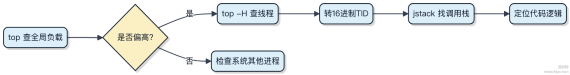 top 查全局负载
是否偏高?
是
top -H 查线程
转16进制TID
jstack 找调用栈
定位代码逻辑
否
检查系统其他进程